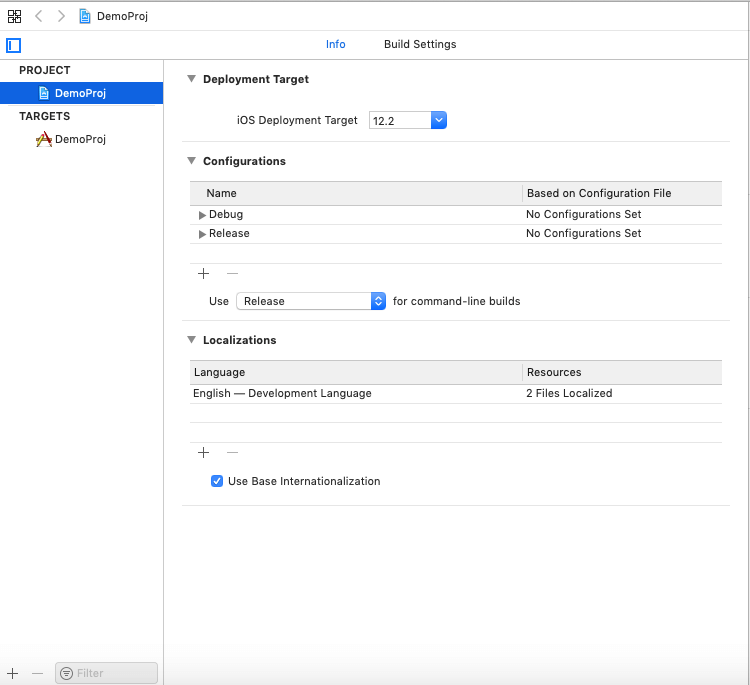 DemoProj
Info Build Settings
PROJECT
DemoProj
TARGETS
DemoProj
Deployment Target
iOS Deployment Target 12.2
Configurations
Name Based on Configuration File
Debug No Configurations Set
Release No Configurations Set
Use Release for command-line builds
Localizations
Language Resources
English — Development Language 2 Files Localized
Use Base Internationalization
Filter